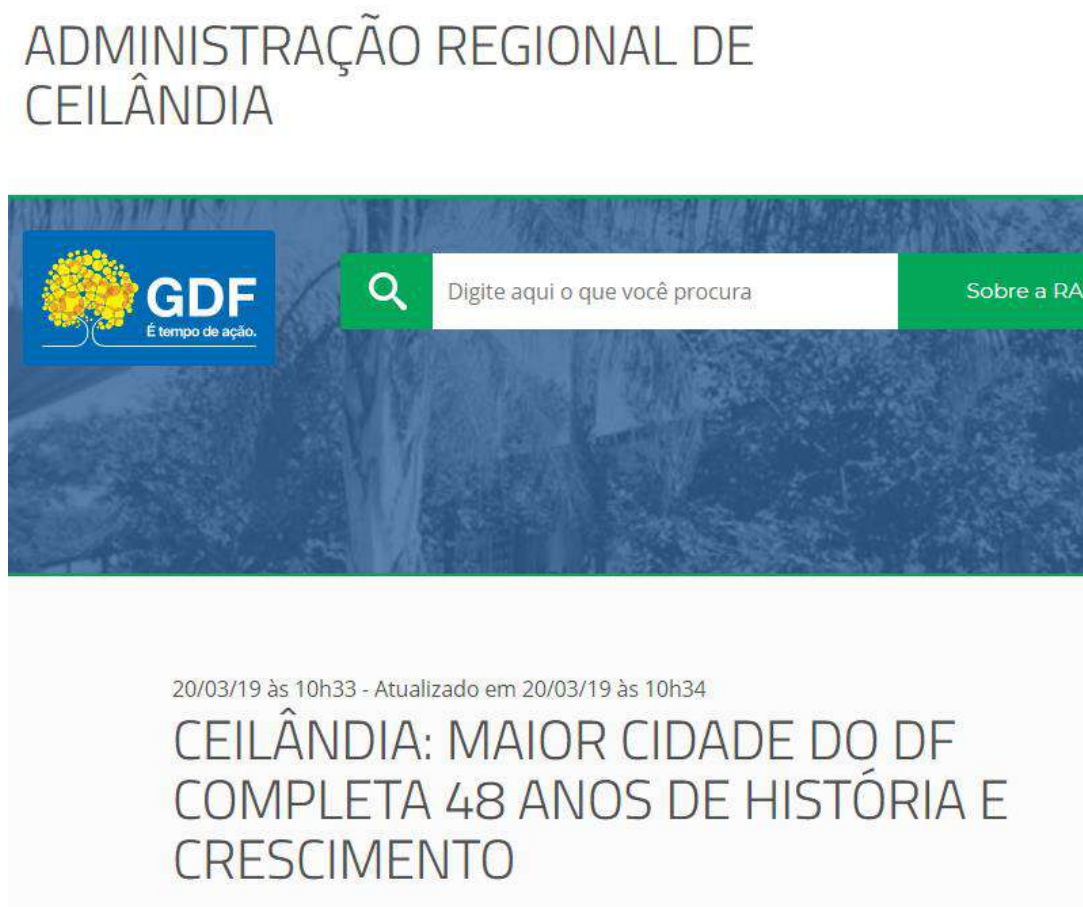 ADMINISTRAÇÃO REGIONAL DE
CEILÂNDIA
GDF
É tempo de ação.
Digite aqui o que você procura
Sobre a RA
20/03/19 às 10h33 - Atualizado em 20/03/19 às 10h34
CEILÂNDIA: MAIOR CIDADE DO DF
COMPLETA 48 ANOS DE HISTÓRIA E
CRESCIMENTO